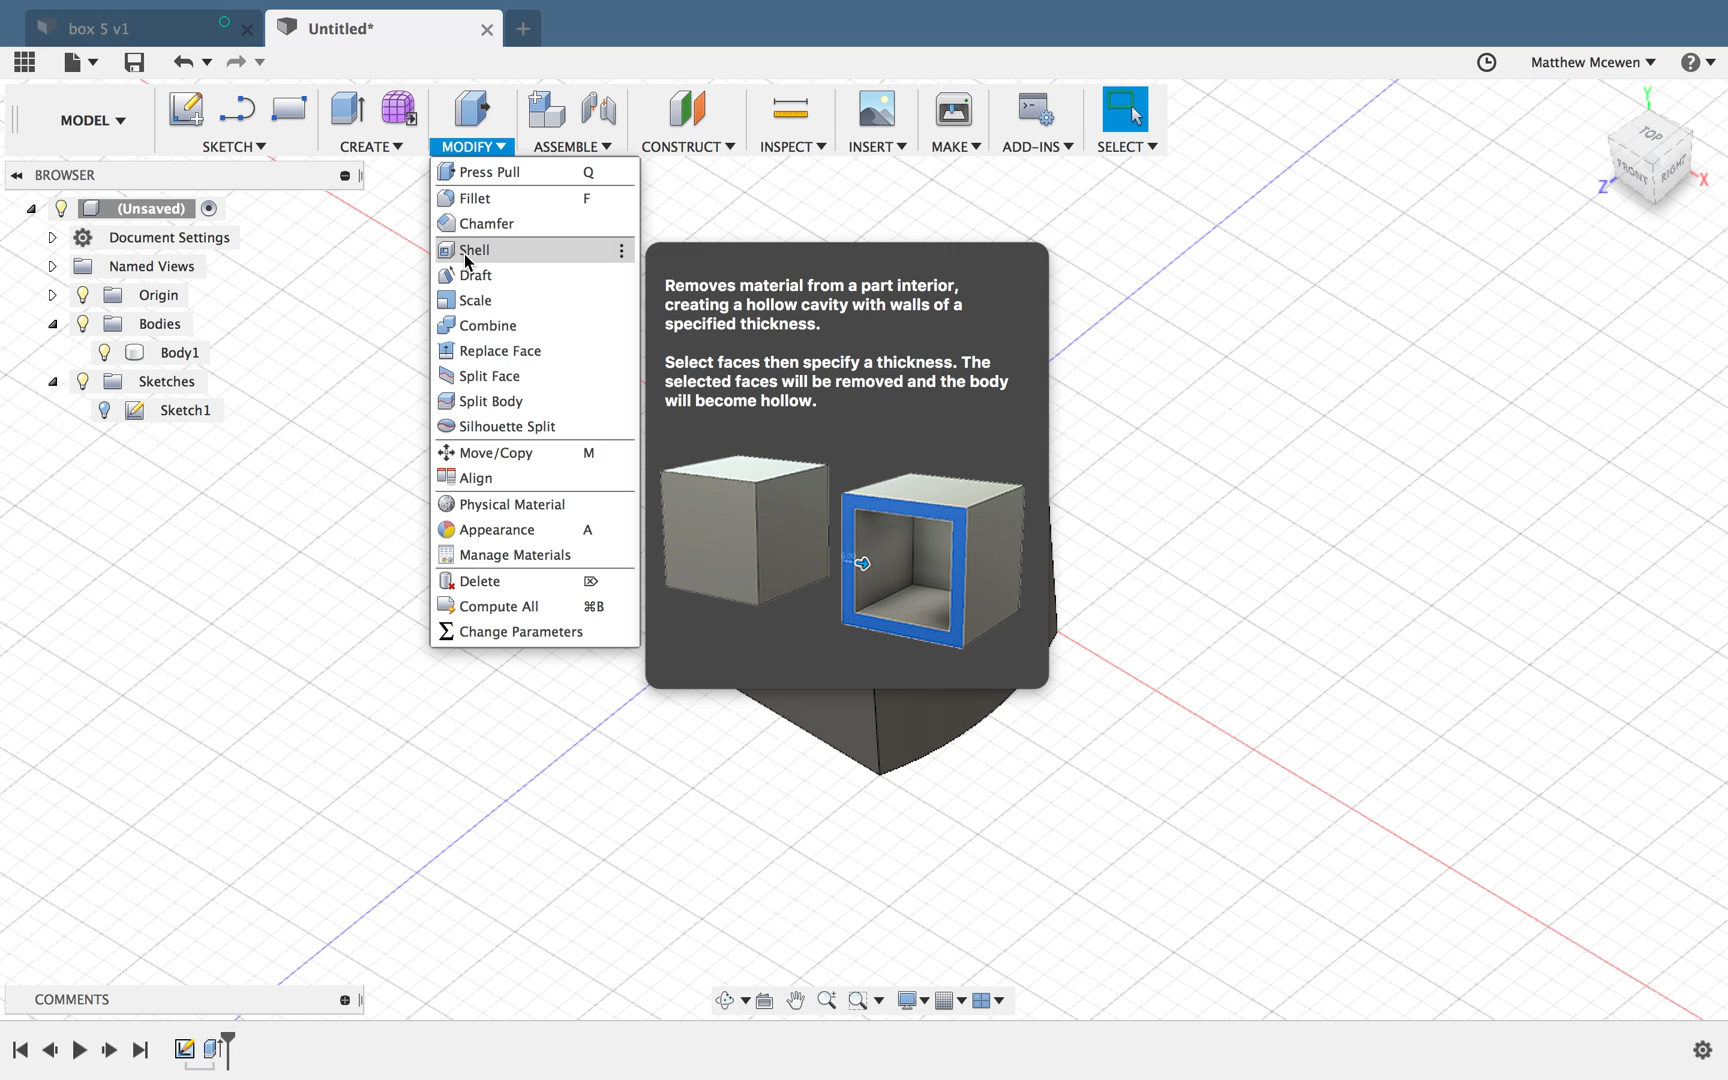 box 5 v1
Untitled*
Matthew Mcewen
MODEL
SKETCH
CREATE
MODIFY
ASSEMBLE
CONSTRUCT
INSPECT
INSERT
MAKE
ADD-INS
SELECT
TOP
FRONT
RIGHT
Y
Z
X
BROWSER
(Unsaved)
Document Settings
Named Views
Origin
Bodies
Body1
Sketches
Sketch1
Press Pull Q
Fillet F
Chamfer
Shell
Draft
Scale
Combine
Replace Face
Split Face
Split Body
Silhouette Split
Move/Copy M
Align
Physical Material
Appearance A
Manage Materials
Delete ⌦
Compute All ⌘B
Change Parameters
Removes material from a part interior,
creating a hollow cavity with walls of a
specified thickness.
Select faces then specify a thickness. The
selected faces will be removed and the body
will become hollow.
COMMENTS